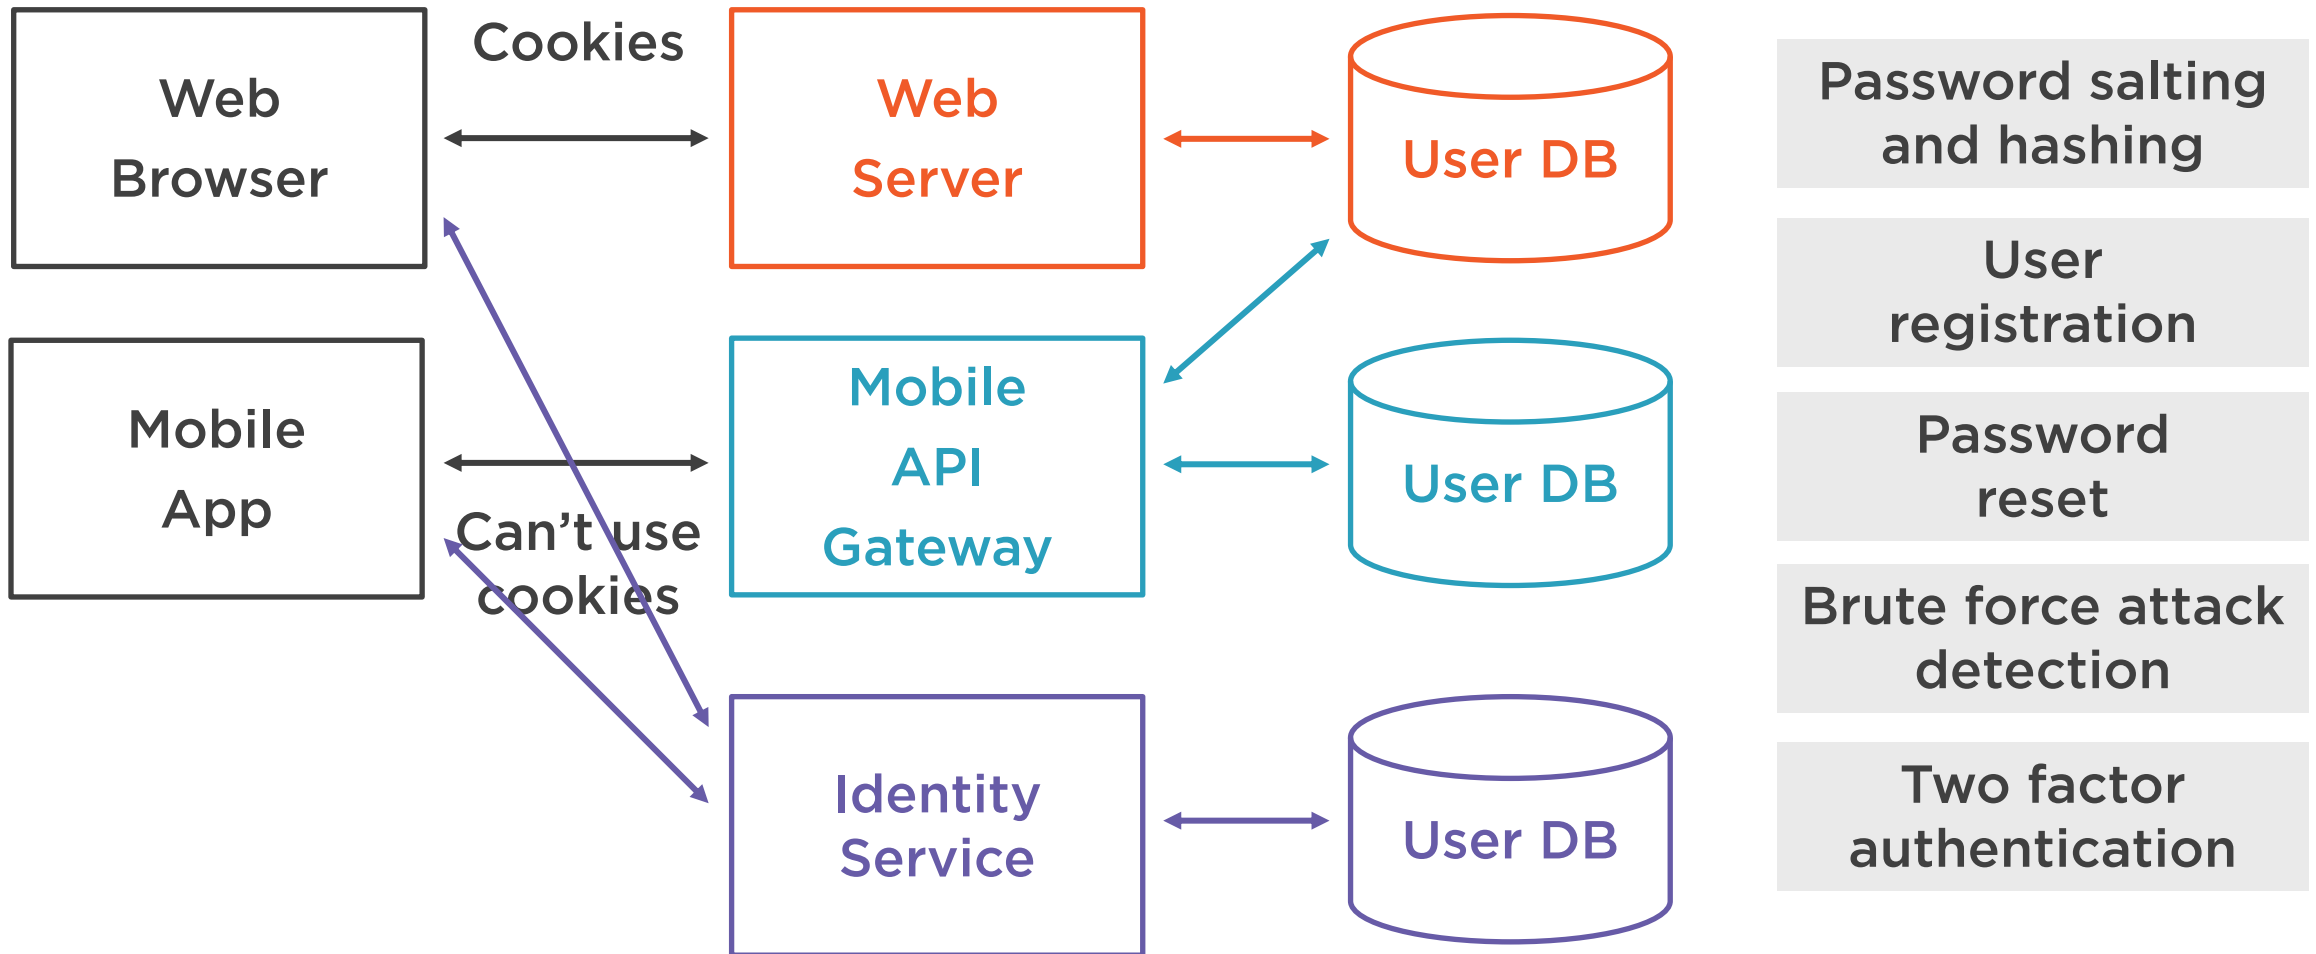 Cookies
Web
Browser
Web
Server
User DB
Password salting
and hashing
User
registration
Mobile
App
Can't use
cookies
Mobile
API
Gateway
User DB
Password
reset
Brute force attack
detection
Identity
Service
User DB
Two factor
authentication